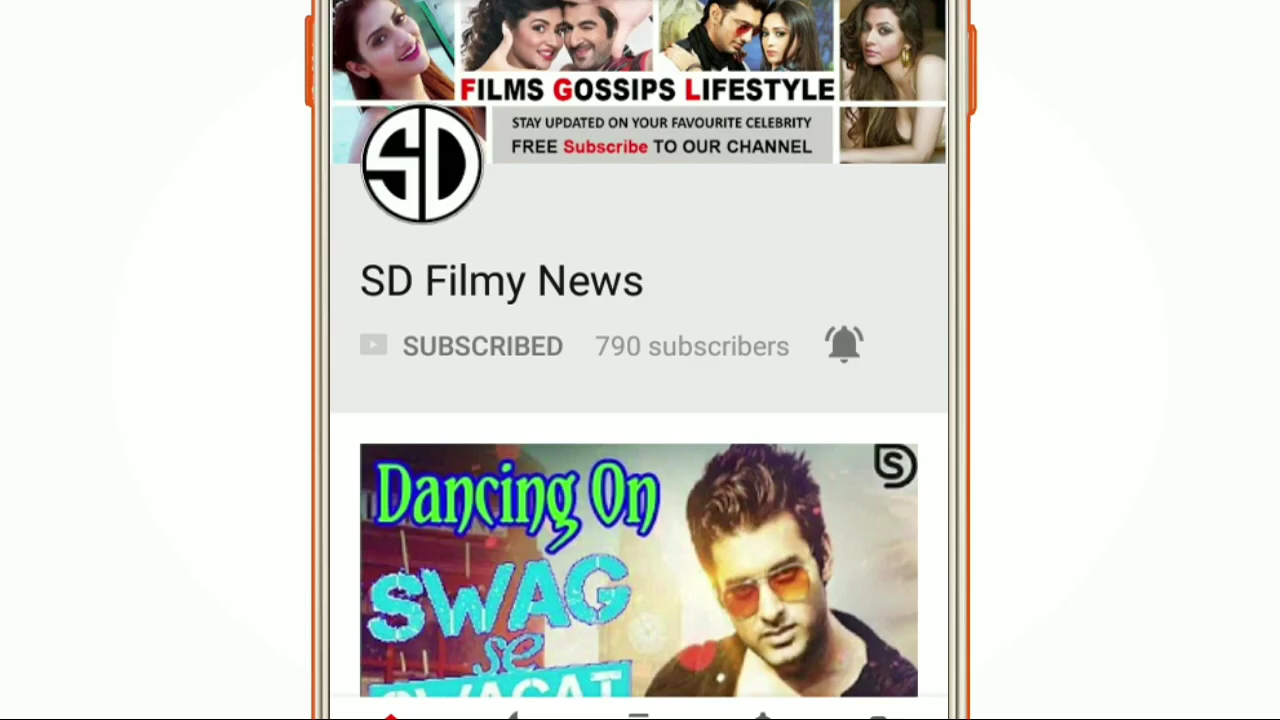 FILMS GOSSIPS LIFESTYLE
STAY UPDATED ON YOUR FAVOURITE CELEBRITY
FREE Subscribe TO OUR CHANNEL
SD
SD Filmy News
SUBSCRIBED 790 subscribers
Dancing On
SWAG
se
SWAGAT